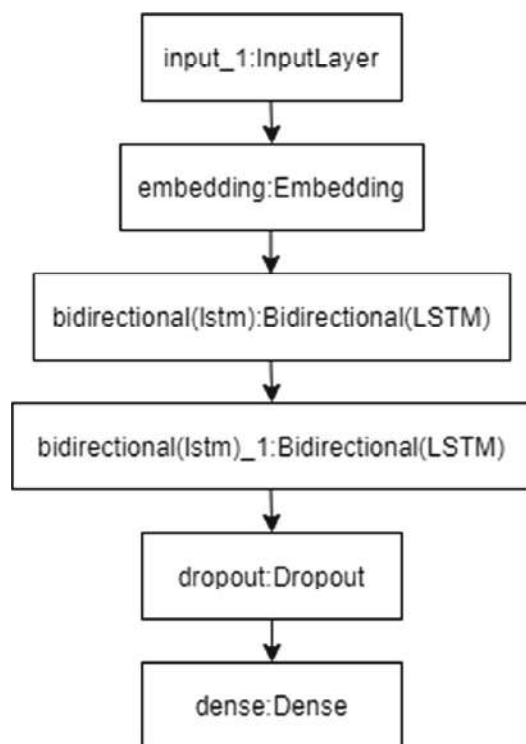 input_1:InputLayer
embedding:Embedding
bidirectional(lstm):Bidirectional(LSTM)
bidirectional(lstm)_1:Bidirectional(LSTM)
dropout:Dropout
dense:Dense